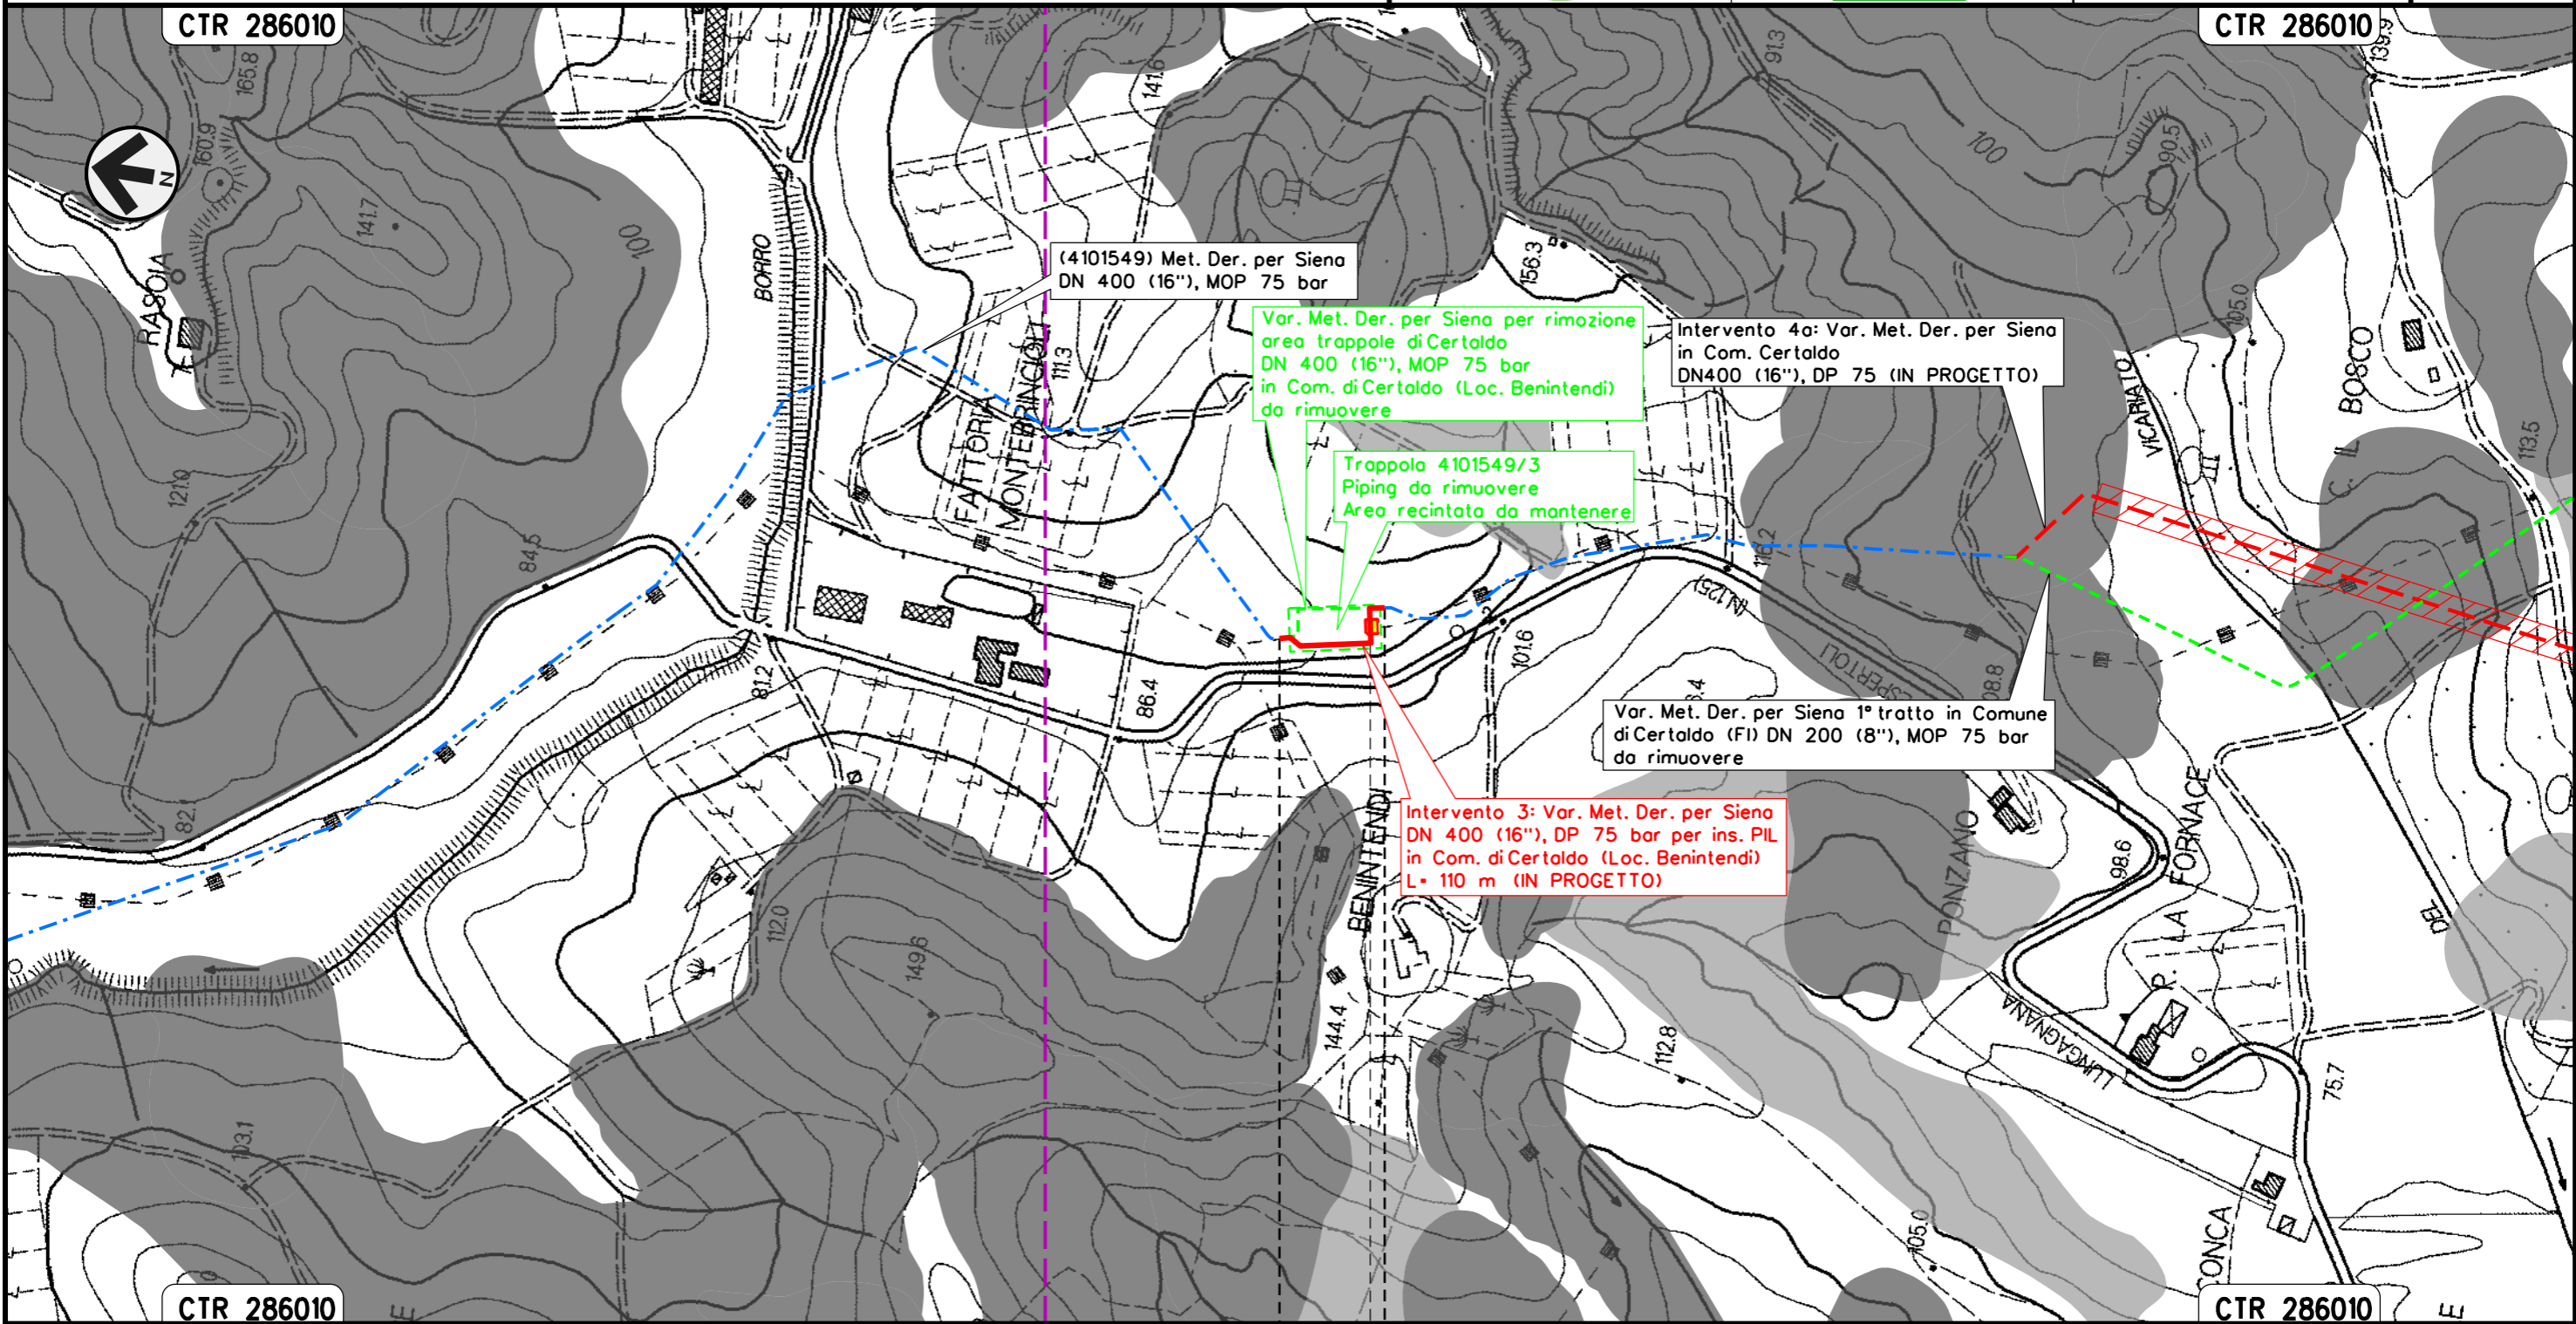 CTR 286010
CTR 286010
139.9
165.8
160.9
141.7
100
RASOIA
N
BORRO
141.6
91.3
100
90.5
156.3
105.0
(4101549) Met. Der. per Siena
DN 400 (16"), MOP 75 bar
Var. Met. Der. per Siena per rimozione
area trappole di Certaldo
DN 400 (16"), MOP 75 bar
in Com. di Certaldo (Loc. Benintendi)
da rimuovere
Intervento 4a: Var. Met. Der. per Siena
in Com. Certaldo
DN400 (16"), DP 75 (IN PROGETTO)
Trappola 4101549/3
Piping da rimuovere
Area recintata da mantenere
FATTORIA
MONTEBRINCIOLI
111.3
VICARIATO
C. IL BOSCO
113.5
121.0
84.5
82.1
81.2
86.4
116.2
(N.125)
101.6
Var. Met. Der. per Siena 1° tratto in Comune
di Certaldo (FI) DN 200 (8"), MOP 75 bar
da rimuovere
Intervento 3: Var. Met. Der. per Siena
DN 400 (16"), DP 75 bar per ins. PIL
in Com. di Certaldo (Loc. Benintendi)
L= 110 m (IN PROGETTO)
BENINTENDI
PONZANO
98.6
P. LA FORNACE
DEL
112.0
149.6
144.4
112.8
LUNGAGNANA
75.7
103.1
105.0
CONCA
E
E
CTR 286010
CTR 286010